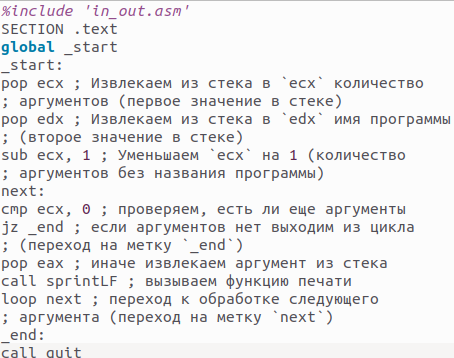 %include 'in_out.asm'
SECTION .text
global _start
_start:
pop ecx ; Извлекаем из стека в `ecx` количество
; аргументов (первое значение в стеке)
pop edx ; Извлекаем из стека в `edx` имя программы
; (второе значение в стеке)
sub ecx, 1 ; Уменьшаем `ecx` на 1 (количество
; аргументов без названия программы)
next:
cmp ecx, 0 ; проверяем, есть ли еще аргументы
jz _end ; если аргументов нет выходим из цикла
; (переход на метку `_end`)
pop eax ; иначе извлекаем аргумент из стека
call sprintLF ; вызываем функцию печати
loop next ; переход к обработке следующего
; аргумента (переход на метку `next`)
_end:
call quit